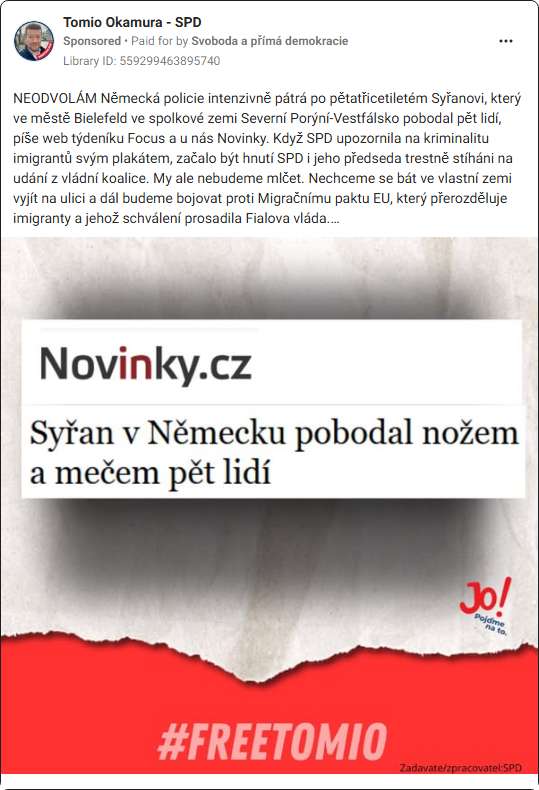 Tomio Okamura - SPD
Sponsored • Paid for by Svoboda a přímá demokracie
Library ID: 559299463895740
NEODVOLÁM Německá policie intenzivně pátrá po pětatřicetiletém Syřanovi, který
ve městě Bielefeld ve spolkové zemi Severní Porýní-Vestfálsko pobodal pět lidí,
píše web týdeníku Focus a u nás Novinky. Když SPD upozornila na kriminalitu
imigrantů svým plakátem, začalo být hnutí SPD i jeho předseda trestně stíháni na
udání z vládní koalice. My ale nebudeme mlčet. Nechceme se bát ve vlastní zemi
vyjít na ulici a dál budeme bojovat proti Migračnímu paktu EU, který přerozděluje
imigranty a jehož schválení prosadila Fialova vláda....
Novinky.cz
Syřan v Německu pobodal nožem
a mečem pět lidí
Jo!
Pojďme
na to.
#FREETOMIO
Zadavate/zpracovatel:SPD